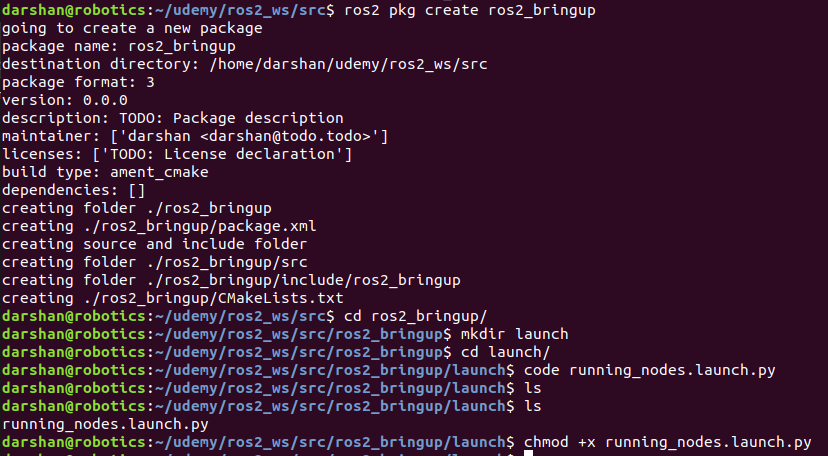 darshan@robotics:~/udemy/ros2_ws/src$ ros2 pkg create ros2_bringup
going to create a new package
package name: ros2_bringup
destination directory: /home/darshan/udemy/ros2_ws/src
package format: 3
version: 0.0.0
description: TODO: Package description
maintainer: ['darshan <darshan@todo.todo>']
licenses: ['TODO: License declaration']
build type: ament_cmake
dependencies: []
creating folder ./ros2_bringup
creating ./ros2_bringup/package.xml
creating source and include folder
creating folder ./ros2_bringup/src
creating folder ./ros2_bringup/include/ros2_bringup
creating ./ros2_bringup/CMakeLists.txt
darshan@robotics:~/udemy/ros2_ws/src$ cd ros2_bringup/
darshan@robotics:~/udemy/ros2_ws/src/ros2_bringup$ mkdir launch
darshan@robotics:~/udemy/ros2_ws/src/ros2_bringup$ cd launch/
darshan@robotics:~/udemy/ros2_ws/src/ros2_bringup/launch$ code running_nodes.launch.py
darshan@robotics:~/udemy/ros2_ws/src/ros2_bringup/launch$ ls
darshan@robotics:~/udemy/ros2_ws/src/ros2_bringup/launch$ ls
running_nodes.launch.py
darshan@robotics:~/udemy/ros2_ws/src/ros2_bringup/launch$ chmod +x running_nodes.launch.py